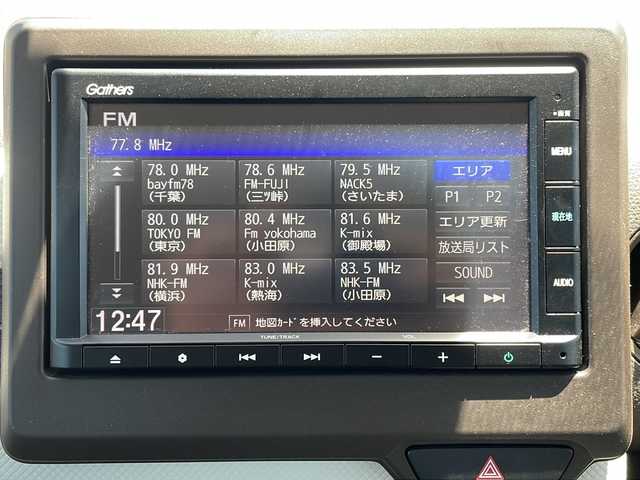 Gathers
FM
77.8 MHz
78.0 MHz
bayfm78
(千葉)
78.6 MHz
FM-FUJI
(三ツ峠)
79.5 MHz
NACK5
(さいたま)
80.0 MHz
TOKYO FM
(東京)
80.4 MHz
Fm yokohama
(小田原)
81.6 MHz
K-mix
(御殿場)
81.9 MHz
NHK-FM
(横浜)
83.0 MHz
K-mix
(熱海)
83.5 MHz
NHK-FM
(小田原)
エリア
P1 P2
エリア更新
放送局リスト
SOUND
12:47
FM 地図ｶｰﾄﾞを挿入してください
画質
MENU
現在地
AUDIO
TUNE/TRACK
VOL